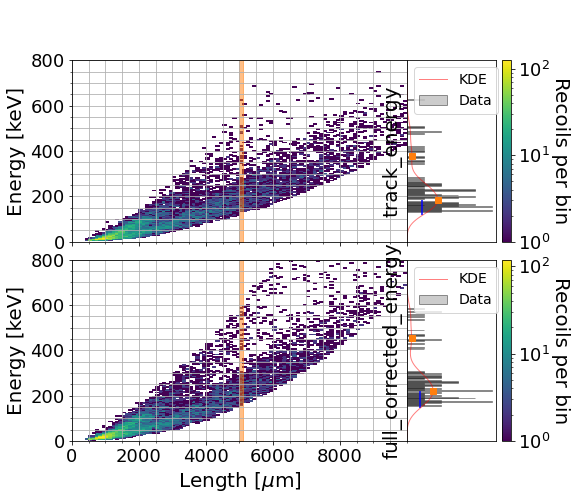 800
600
400
200
0
Energy [keV]
track_energy
KDE
Data
10²
10¹
10⁰
Recoils per bin
800
600
400
200
0
Energy [keV]
full_corrected_energy
KDE
Data
10²
10¹
10⁰
Recoils per bin
0 2000 4000 6000 8000
Length [μm]